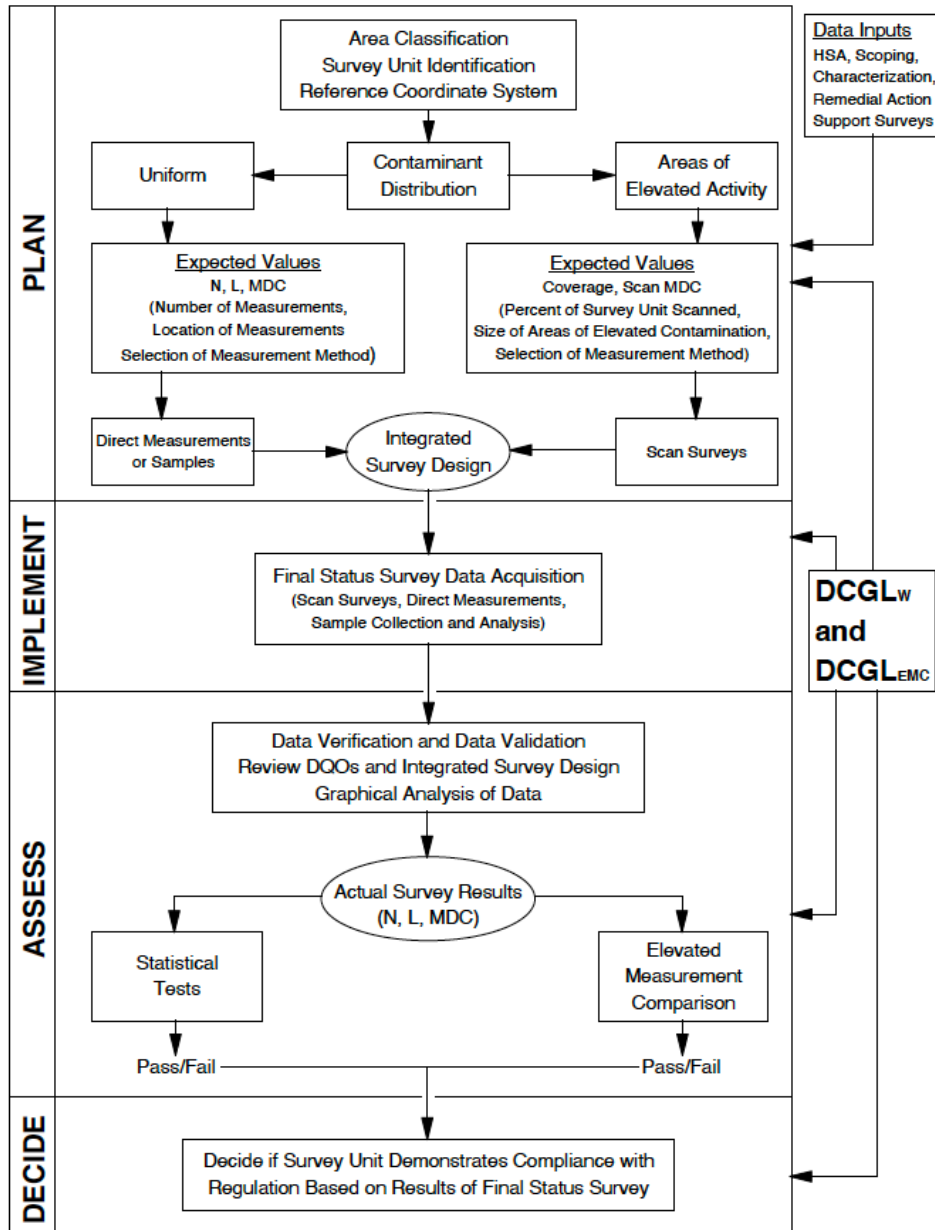 Area Classification
Survey Unit Identification
Reference Coordinate System
Data Inputs
HSA, Scoping,
Characterization,
Remedial Action
Support Surveys
PLAN
Uniform
Contaminant
Distribution
Areas of
Elevated Activity
Expected Values
N, L, MDC
(Number of Measurements,
Location of Measurements
Selection of Measurement Method)
Expected Values
Coverage, Scan MDC
(Percent of Survey Unit Scanned,
Size of Areas of Elevated Contamination,
Selection of Measurement Method)
Direct Measurements
or Samples
Integrated
Survey Design
Scan Surveys
IMPLEMENT
Final Status Survey Data Acquisition
(Scan Surveys, Direct Measurements,
Sample Collection and Analysis)
DCGLW
and
DCGLEMC
ASSESS
Data Verification and Data Validation
Review DQOs and Integrated Survey Design
Graphical Analysis of Data
Actual Survey Results
(N, L, MDC)
Statistical
Tests
Elevated
Measurement
Comparison
Pass/Fail
Pass/Fail
DECIDE
Decide if Survey Unit Demonstrates Compliance with
Regulation Based on Results of Final Status Survey